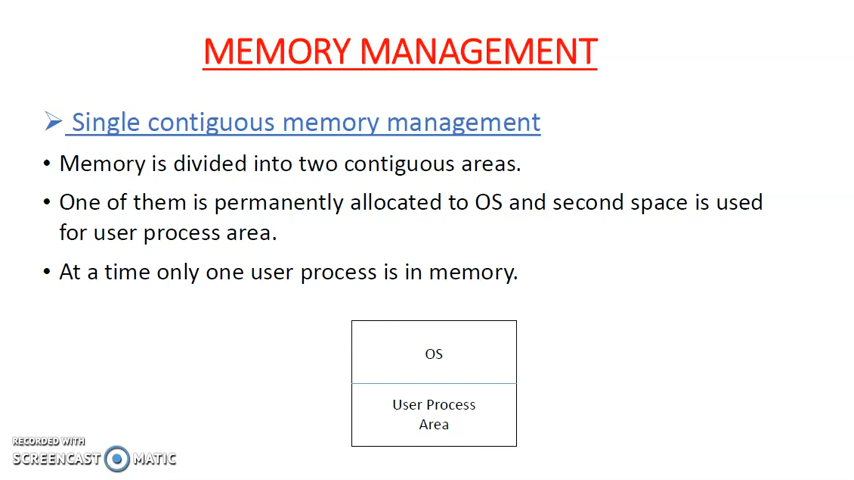 MEMORY MANAGEMENT
➢ Single contiguous memory management
• Memory is divided into two contiguous areas.
• One of them is permanently allocated to OS and second space is used
for user process area.
• At a time only one user process is in memory.
OS
User Process
Area
RECORDED WITH
SCREENCAST MATIC